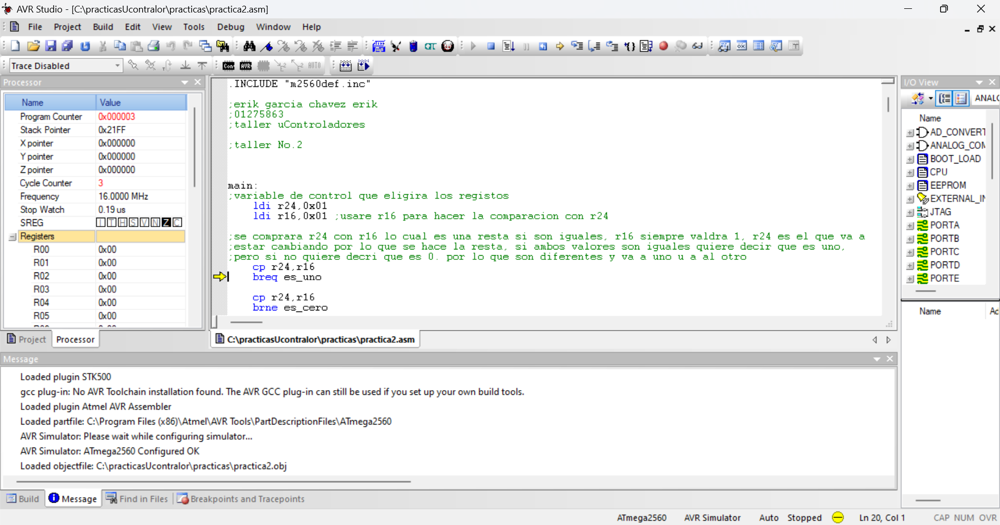 AVR Studio - [C:\practicasUcontralor\practicas\practica2.asm]
File Project Build Edit View Tools Debug Window Help
Trace Disabled
Con AVR AUTO
Processor
Name Value
Program Counter 0x000003
Stack Pointer 0x21FF
X pointer 0x000000
Y pointer 0x000000
Z pointer 0x000000
Cycle Counter 3
Frequency 16.0000 MHz
Stop Watch 0.19 us
SREG I T H S V N Z C
Registers
R00 0x00
R01 0x00
R02 0x00
R03 0x00
R04 0x00
R05 0x00
Project Processor
.INCLUDE "m2560def.inc"
;erik garcia chavez erik
;01275863
;taller uControladores
;taller No.2
main:
;variable de control que eligira los registos
ldi r24,0x01
ldi r16,0x01 ;usare r16 para hacer la comparacion con r24
;se comprara r24 con r16 lo cual es una resta si son iguales, r16 siempre valdra 1, r24 es el que va a
;estar cambiando por lo que se hace la resta, si ambos valores son iguales quiere decir que es uno,
;pero si no quiere decri que es 0. por lo que son diferentes y va a uno u a al otro
cp r24,r16
breq es_uno
cp r24,r16
brne es_cero
C:\practicasUcontralor\practicas\practica2.asm
I/O View
ANALO
Name
AD_CONVERT
ANALOG_COM
BOOT_LOAD
CPU
EEPROM
EXTERNAL_IN
JTAG
PORTA
PORTB
PORTC
PORTD
PORTE
Name Ad
Message
Loaded plugin STK500
gcc plug-in: No AVR Toolchain installation found. The AVR GCC plug-in can still be used if you set up your own build tools.
Loaded plugin Atmel AVR Assembler
Loaded partfile: C:\Program Files (x86)\Atmel\AVR Tools\PartDescriptionFiles\ATmega2560
AVR Simulator: Please wait while configuring simulator...
AVR Simulator: ATmega2560 Configured OK
Loaded objectfile: C:\practicasUcontralor\practicas\practica2.obj
Build Message Find in Files Breakpoints and Tracepoints
ATmega2560 AVR Simulator Auto Stopped Ln 20, Col 1 CAP NUM OVR